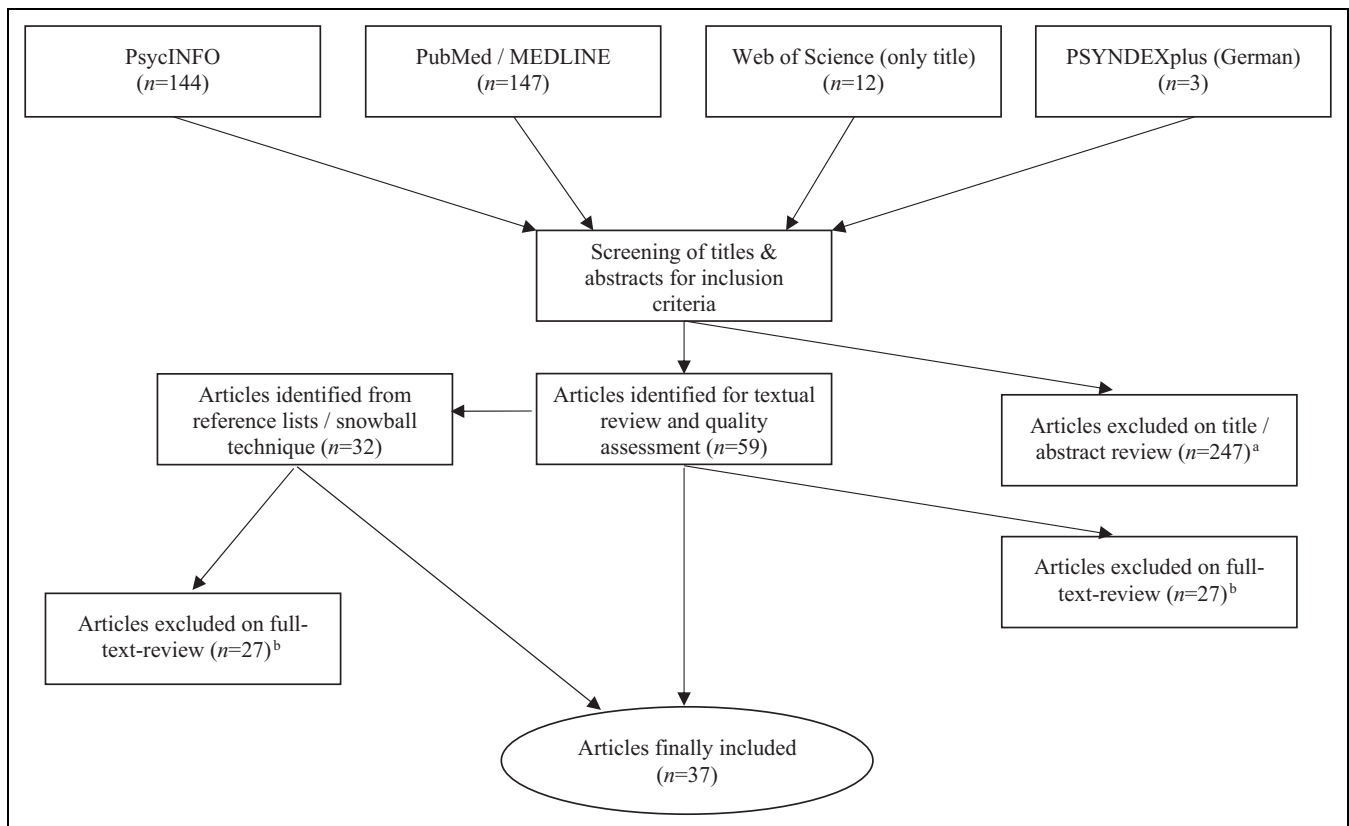 PsycINFO
(n=144)
PubMed / MEDLINE
(n=147)
Web of Science (only title)
(n=12)
PSYNDEXplus (German)
(n=3)
Screening of titles &
abstracts for inclusion
criteria
Articles identified from
reference lists / snowball
technique (n=32)
Articles identified for textual
review and quality
assessment (n=59)
Articles excluded on title /
abstract review (n=247)ᵃ
Articles excluded on full-
text-review (n=27)ᵇ
Articles excluded on full-
text-review (n=27)ᵇ
Articles finally included
(n=37)